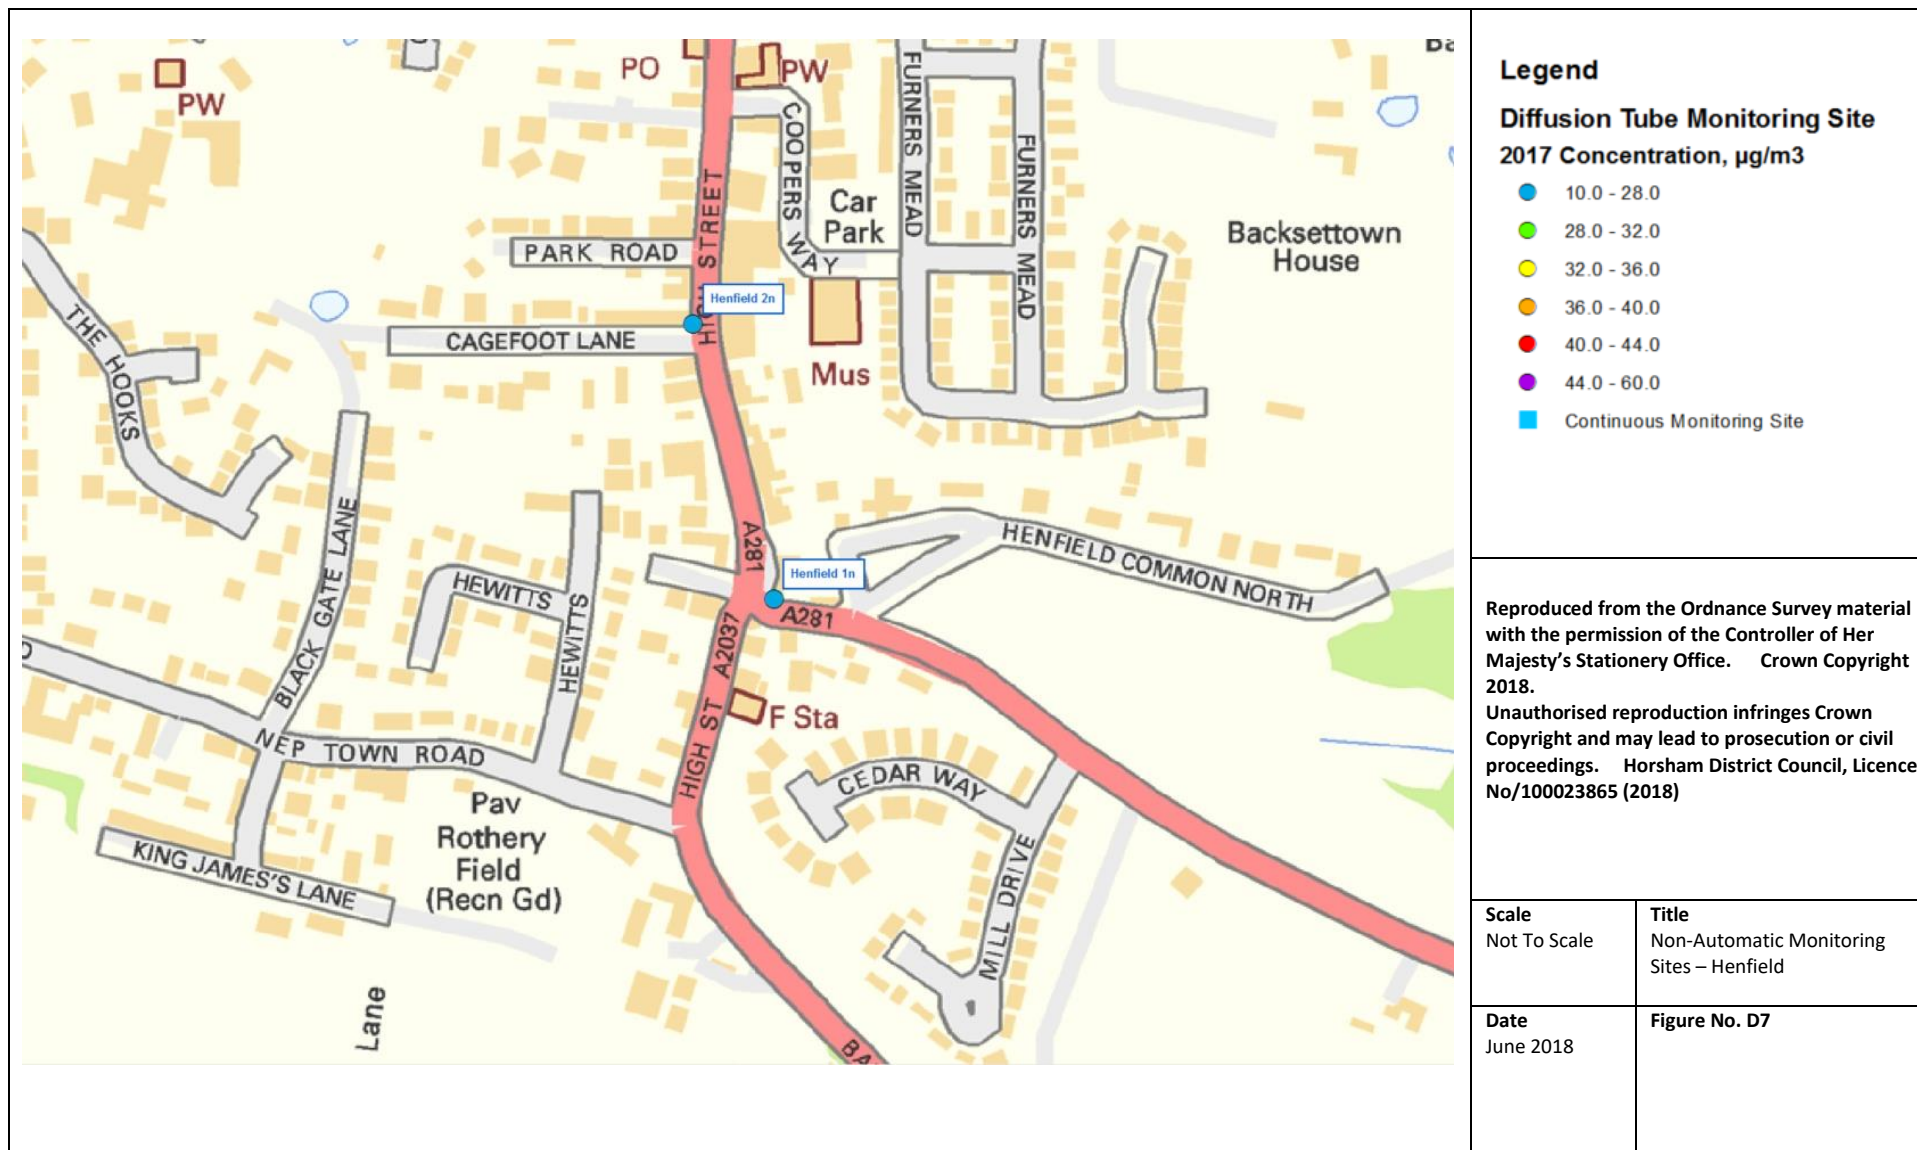 PO
PW
PW
Ba
COOPERS WAY
FURNERS MEAD
FURNERS MEAD
Car
Park
Backsettown
House
HIGH STREET
PARK ROAD
Henfield 2n
CAGEFOOT LANE
Mus
THE HOOKS
BLACK GATE LANE
A281
HENFIELD COMMON NORTH
Henfield 1n
A281
HEWITTS
HEWITTS
HIGH ST A2037
F Sta
NEP TOWN ROAD
CEDAR WAY
Pav
Rothery
Field
(Recn Gd)
KING JAMES'S LANE
MILL DRIVE
Lane
BA
Legend
Diffusion Tube Monitoring Site
2017 Concentration, µg/m3
10.0 - 28.0
28.0 - 32.0
32.0 - 36.0
36.0 - 40.0
40.0 - 44.0
44.0 - 60.0
Continuous Monitoring Site
Reproduced from the Ordnance Survey material
with the permission of the Controller of Her
Majesty's Stationery Office. Crown Copyright
2018.
Unauthorised reproduction infringes Crown
Copyright and may lead to prosecution or civil
proceedings. Horsham District Council, Licence
No/100023865 (2018)
Scale
Not To Scale
Title
Non-Automatic Monitoring
Sites – Henfield
Date
June 2018
Figure No. D7